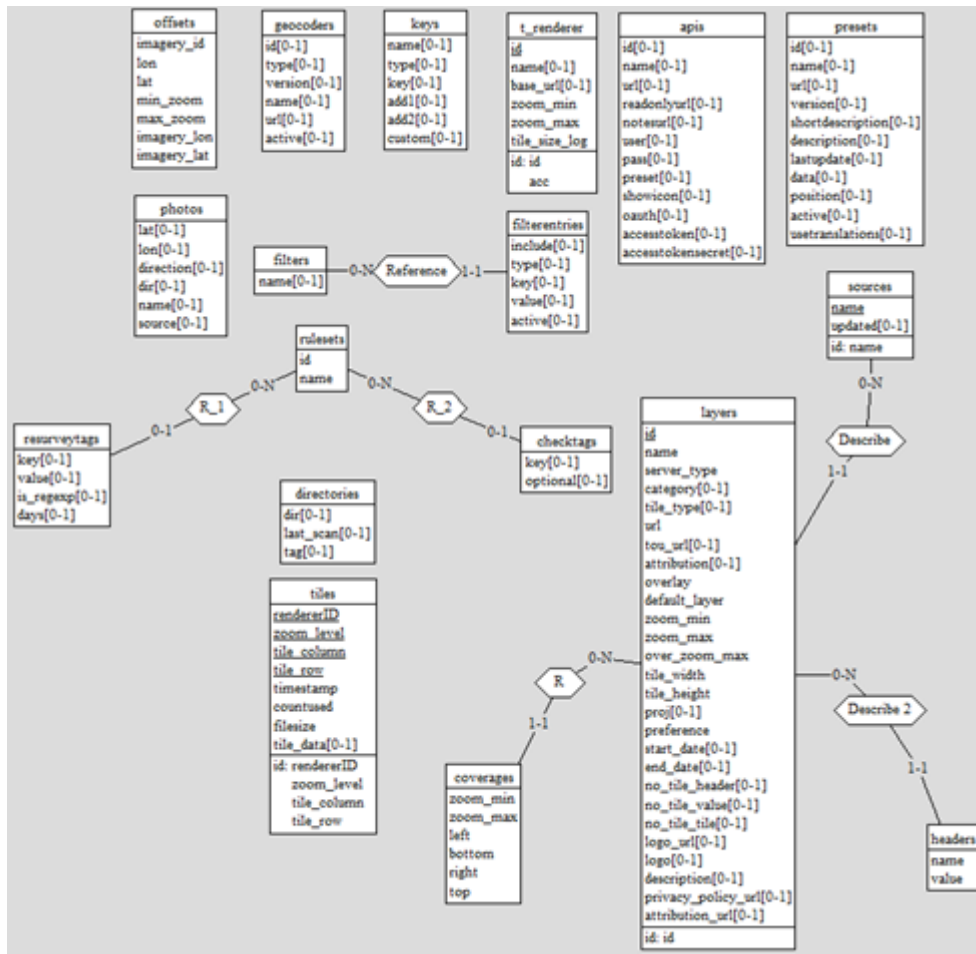 offsets
imagery_id
lon
lat
min_zoom
max_zoom
imagery_lon
imagery_lat
geocoders
id[0-1]
type[0-1]
version[0-1]
name[0-1]
url[0-1]
active[0-1]
keys
name[0-1]
type[0-1]
key[0-1]
add1[0-1]
add2[0-1]
custom[0-1]
t_renderer
id
name[0-1]
base_url[0-1]
zoom_min
zoom_max
tile_size_log
id: id
acc
apis
id[0-1]
name[0-1]
url[0-1]
readonlyurl[0-1]
notesurl[0-1]
user[0-1]
pass[0-1]
preset[0-1]
showicon[0-1]
oauth[0-1]
accesstoken[0-1]
accesstokensecret[0-1]
presets
id[0-1]
name[0-1]
url[0-1]
version[0-1]
shortdescription[0-1]
description[0-1]
lastupdate[0-1]
data[0-1]
position[0-1]
active[0-1]
usetranslations[0-1]
photos
lat[0-1]
lon[0-1]
direction[0-1]
dir[0-1]
name[0-1]
source[0-1]
filters
name[0-1]
0-N
Reference
1-1
filterentries
include[0-1]
type[0-1]
key[0-1]
value[0-1]
active[0-1]
sources
name
updated[0-1]
id: name
0-N
Describe
1-1
rulesets
id
name
0-N
R_1
0-1
0-N
R_2
0-1
resurveytags
key[0-1]
value[0-1]
is_regexp[0-1]
days[0-1]
checktags
key[0-1]
optional[0-1]
directories
dir[0-1]
last_scan[0-1]
tag[0-1]
tiles
rendererID
zoom_level
tile_column
tile_row
timestamp
countused
filesize
tile_data[0-1]
id: rendererID
zoom_level
tile_column
tile_row
layers
id
name
server_type
category[0-1]
tile_type[0-1]
url
tou_url[0-1]
attribution[0-1]
overlay
default_layer
zoom_min
zoom_max
over_zoom_max
tile_width
tile_height
proj[0-1]
preference
start_date[0-1]
end_date[0-1]
no_tile_header[0-1]
no_tile_value[0-1]
no_tile_tile[0-1]
logo_url[0-1]
logo[0-1]
description[0-1]
privacy_policy_url[0-1]
attribution_url[0-1]
id: id
0-N
R
1-1
coverages
zoom_min
zoom_max
left
bottom
right
top
0-N
Describe 2
1-1
headers
name
value